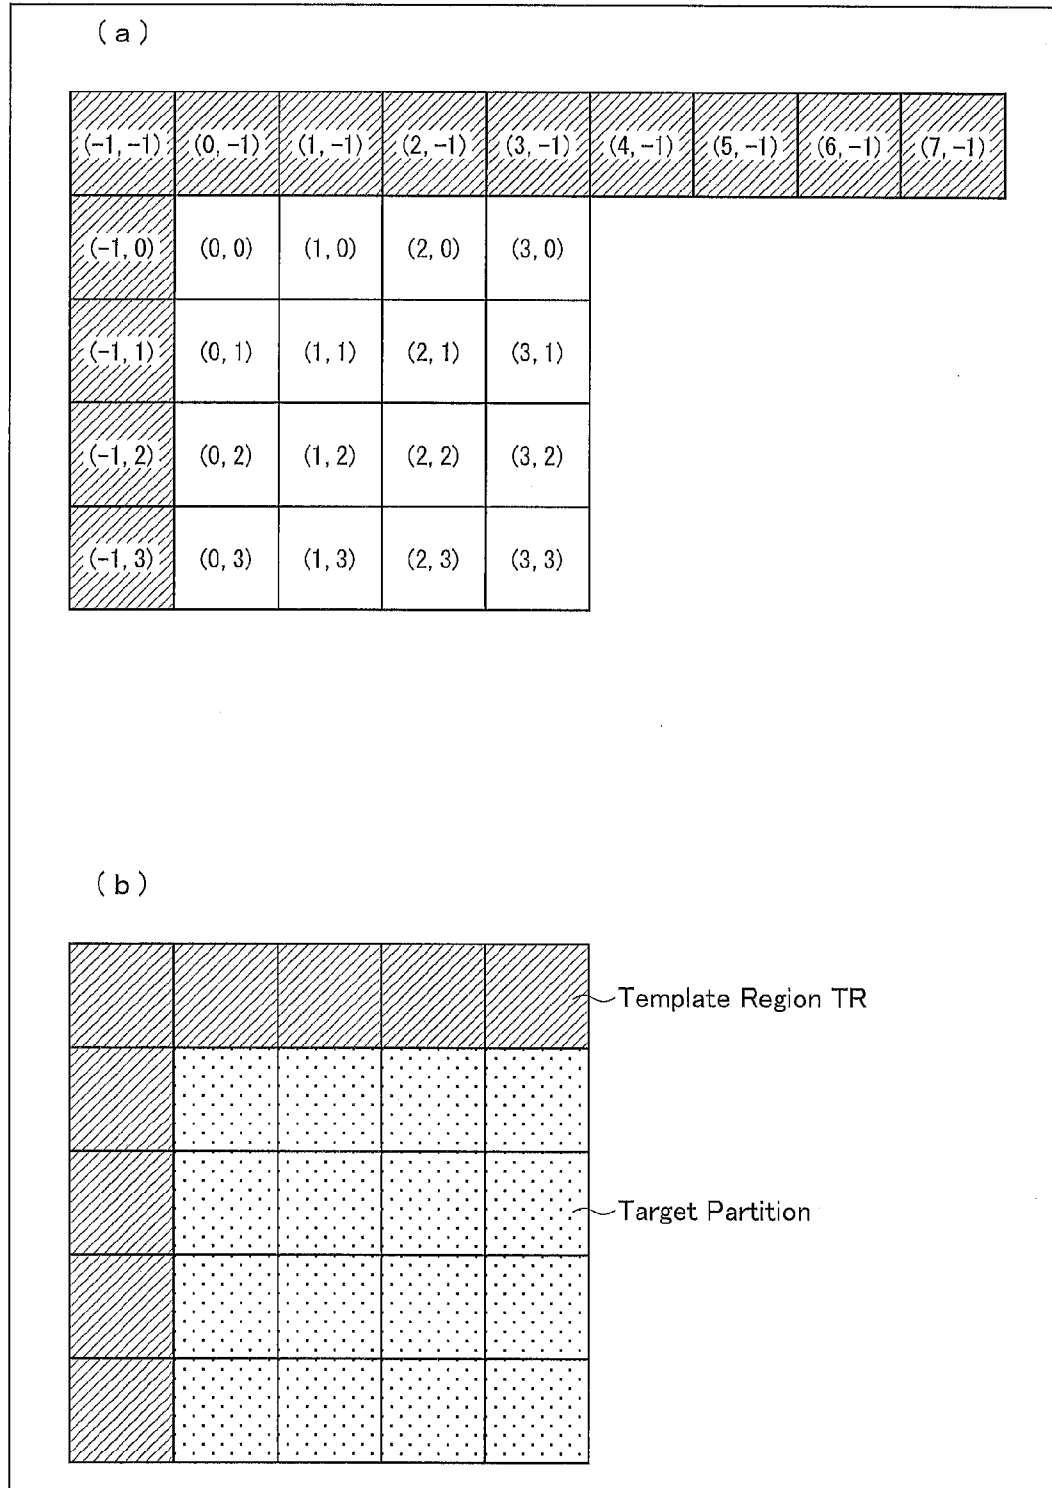 (a)
(-1, -1) (0, -1) (1, -1) (2, -1) (3, -1) (4, -1) (5, -1) (6, -1) (7, -1)
(-1, 0) (0, 0) (1, 0) (2, 0) (3, 0)
(-1, 1) (0, 1) (1, 1) (2, 1) (3, 1)
(-1, 2) (0, 2) (1, 2) (2, 2) (3, 2)
(-1, 3) (0, 3) (1, 3) (2, 3) (3, 3)
(b)
Template Region TR
Target Partition